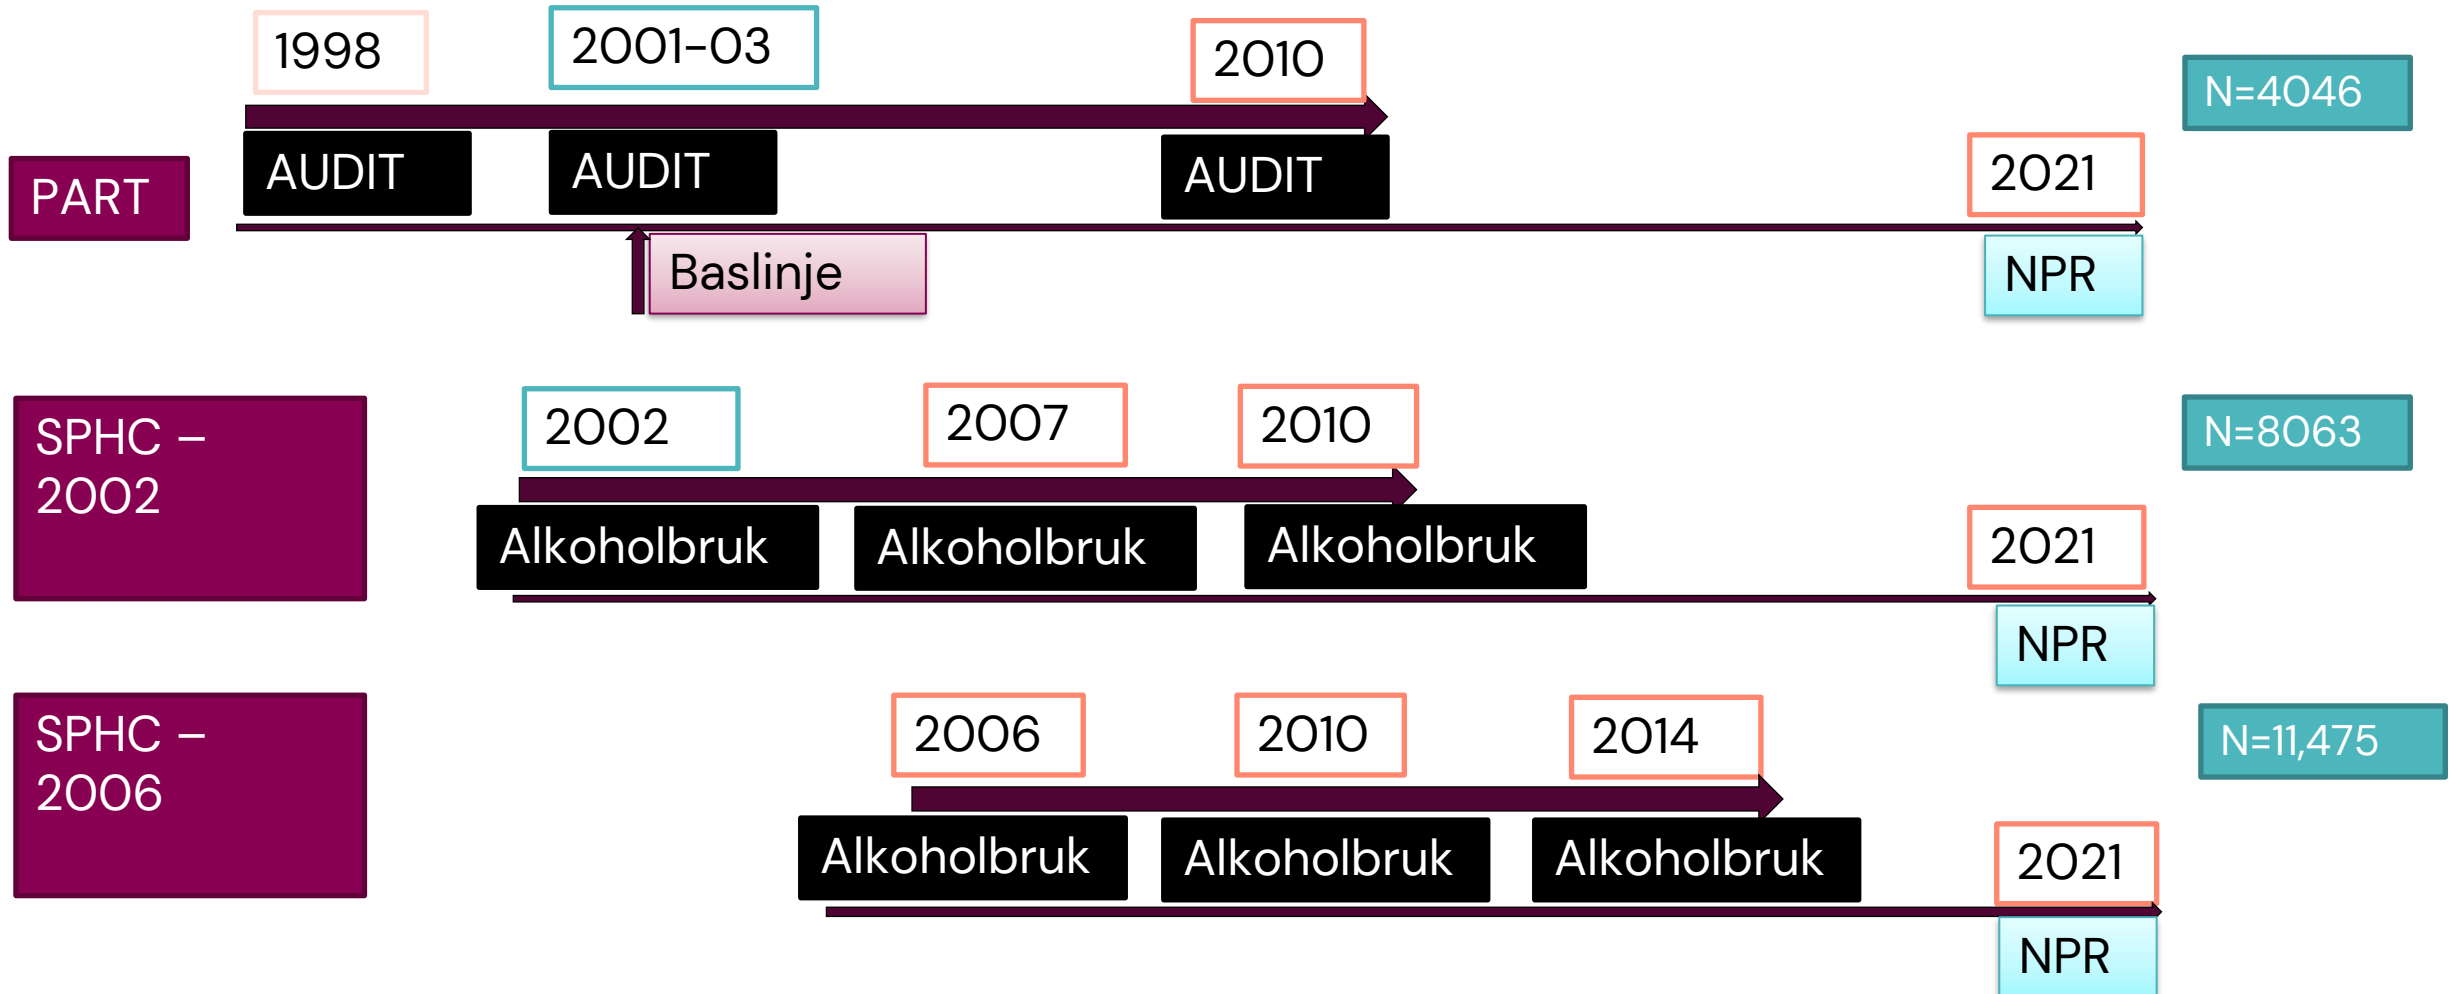 1998
2001-03
2010
N=4046
AUDIT
AUDIT
AUDIT
2021
PART
Baslinje
NPR
2002
2007
2010
N=8063
SPHC –
2002
Alkoholbruk
Alkoholbruk
Alkoholbruk
2021
NPR
2006
2010
2014
N=11,475
SPHC –
2006
Alkoholbruk
Alkoholbruk
Alkoholbruk
2021
NPR